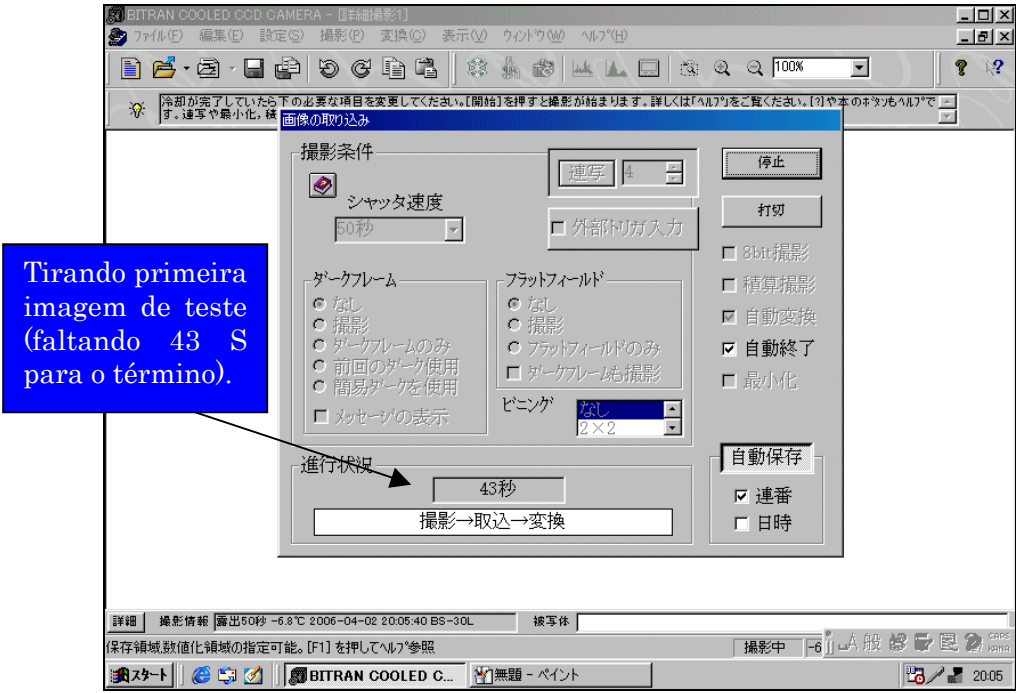 BITRAN COOLED CCD CAMERA - [詳細撮影1]
ファイル(F) 編集(E) 設定(S) 撮影(P) 変換(C) 表示(V) ウィンドウ(W) ヘルプ(H)
100%
冷却が完了していたら下の必要な項目を変更してください。[開始]を押すと撮影が始まります。詳しくは「ヘルプ」をご覧ください。[?]や本のボタンもヘルプで
す。連写や最小化，積
画像の取り込み
撮影条件
連写 4
停止
シャッタ速度
50秒
外部トリガ入力
打切
8bit撮影
積算撮影
自動変換
自動終了
最小化
Tirando primeira
imagem de teste
(faltando 43 S
para o término).
ダークフレーム
なし
撮影
ダークフレームのみ
前回のダーク使用
簡易ダークを使用
メッセージの表示
フラットフィールド
なし
撮影
フラットフィールドのみ
ダークフレームも撮影
ビニング
なし
2×2
進行状況
43秒
撮影→取込→変換
自動保存
連番
日時
詳細 撮影情報 露出50秒 -6.8℃ 2006-04-02 20:05:40 BS-30L 被写体
保存領域,数値化領域の指定可能。[F1]を押してヘルプ参照
撮影中 -6
A 般
CAPS
KANA
スタート
BITRAN COOLED C...
無題 - ペイント
20:05